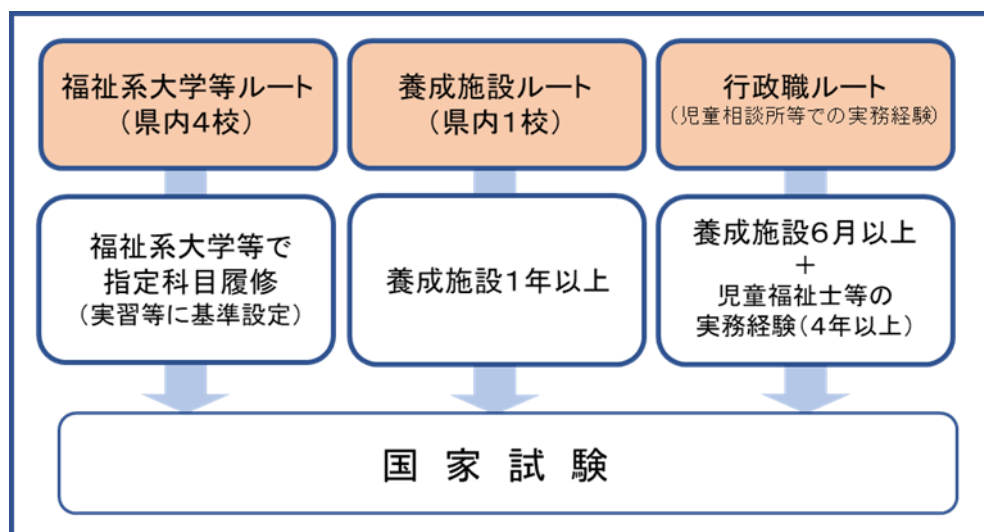 福祉系大学等ルート
（県内４校）
養成施設ルート
（県内１校）
行政職ルート
（児童相談所等での実務経験）
福祉系大学等で
指定科目履修
（実習等に基準設定）
養成施設１年以上
養成施設６月以上
＋
児童福祉士等の
実務経験（４年以上）
国家試験